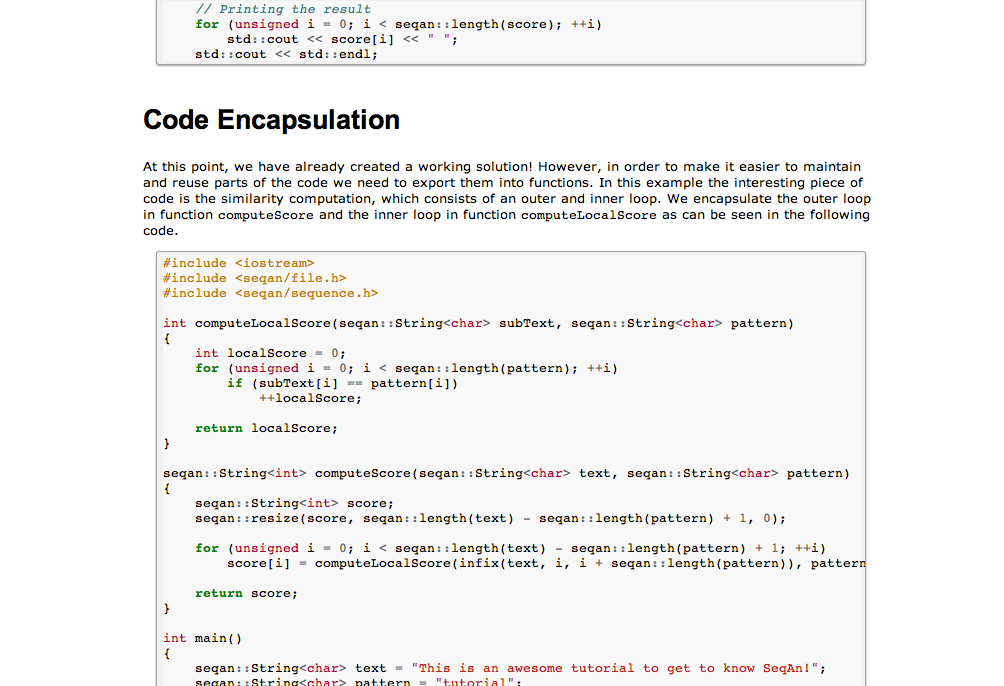 // Printing the result
for (unsigned i = 0; i < seqan::length(score); ++i)
std::cout << score[i] << " ";
std::cout << std::endl;
Code Encapsulation
At this point, we have already created a working solution! However, in order to make it easier to maintain
and reuse parts of the code we need to export them into functions. In this example the interesting piece of
code is the similarity computation, which consists of an outer and inner loop. We encapsulate the outer loop
in function computeScore and the inner loop in function computeLocalScore as can be seen in the following
code.
#include <iostream>
#include <seqan/file.h>
#include <seqan/sequence.h>
int computeLocalScore(seqan::String<char> subText, seqan::String<char> pattern)
{
int localScore = 0;
for (unsigned i = 0; i < seqan::length(pattern); ++i)
if (subText[i] == pattern[i])
++localScore;
return localScore;
}
seqan::String<int> computeScore(seqan::String<char> text, seqan::String<char> pattern)
{
seqan::String<int> score;
seqan::resize(score, seqan::length(text) - seqan::length(pattern) + 1, 0);
for (unsigned i = 0; i < seqan::length(text) - seqan::length(pattern) + 1; ++i)
score[i] = computeLocalScore(infix(text, i, i + seqan::length(pattern)), pattern
return score;
}
int main()
{
seqan::String<char> text = "This is an awesome tutorial to get to know SeqAn!";
seqan::String<char> pattern = "tutorial";